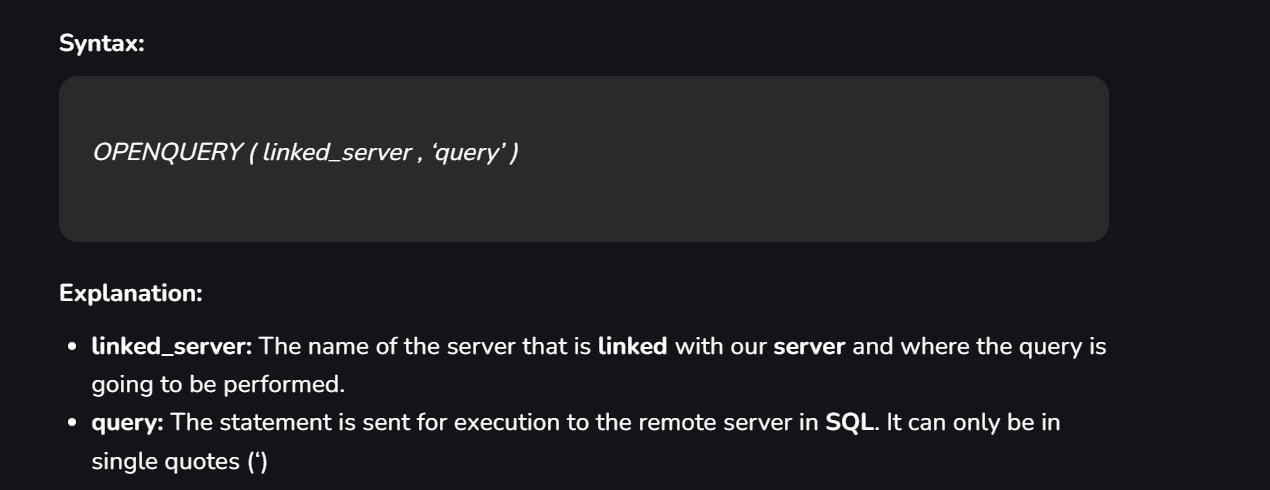 Syntax:
OPENQUERY ( linked_server , ‘query’ )
Explanation:
• linked_server: The name of the server that is linked with our server and where the query is
going to be performed.
• query: The statement is sent for execution to the remote server in SQL. It can only be in
single quotes (‘)